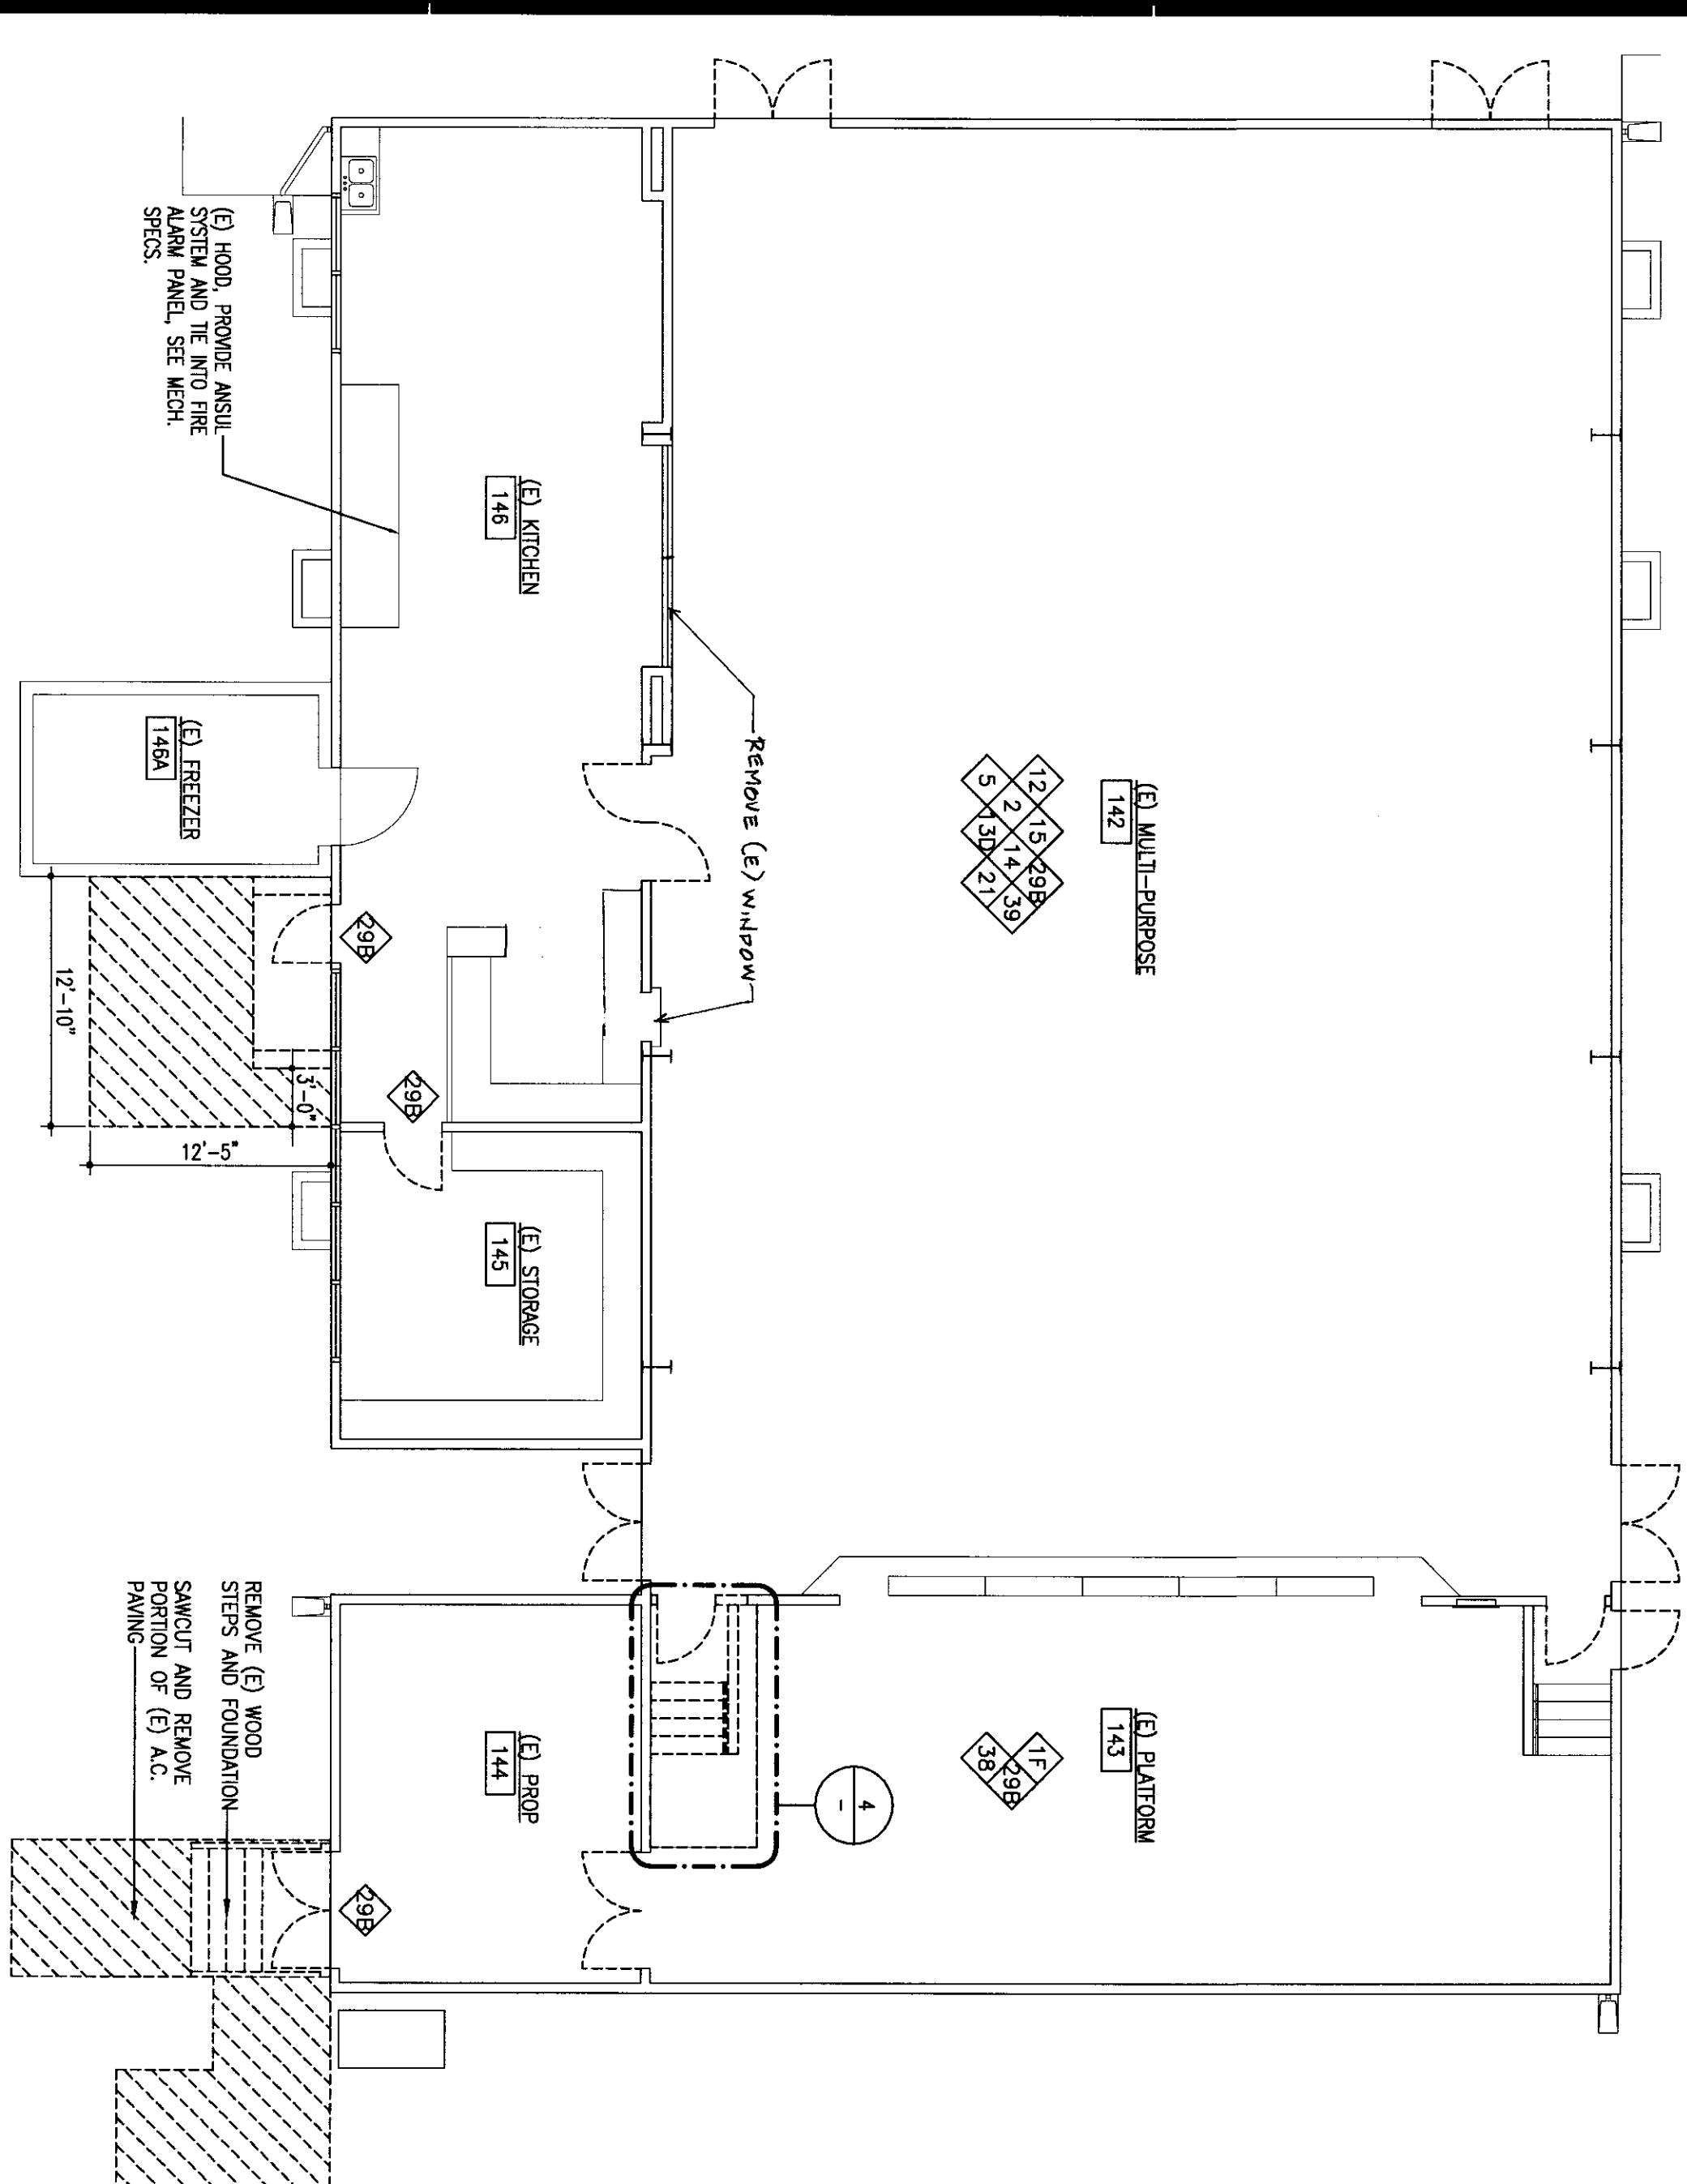 (E) MULTI-PURPOSE
142
12
15
29B
39
2
14
5
13D
21
(E) PLATFORM
143
1F
29B
38
4
-
REMOVE (E) WINDOW
(E) KITCHEN
146
(E) STORAGE
145
(E) PROP
144
29B
29B
29B
(E) FREEZER
146A
(E) HOOD, PROVIDE ANSUL
SYSTEM AND TIE INTO FIRE
ALARM PANEL, SEE MECH.
SPECS.
3'-0"
12'-10"
12'-5"
REMOVE (E) WOOD
STEPS AND FOUNDATION
SAWCUT AND REMOVE
PORTION OF (E) A.C.
PAVING